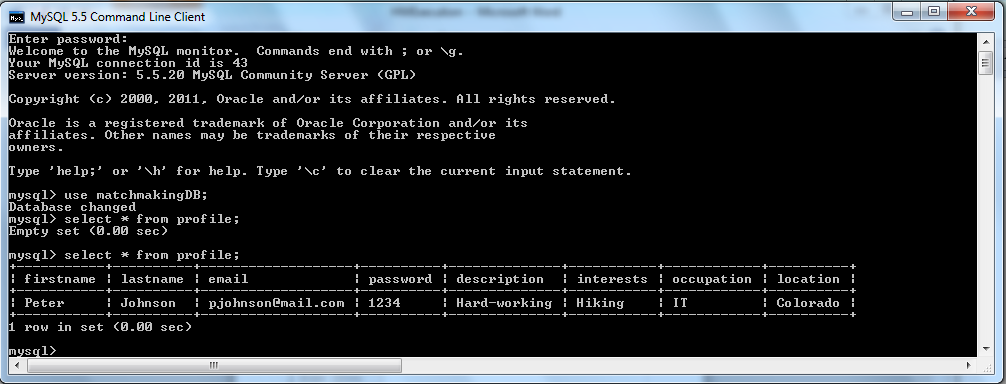 MySQL 5.5 Command Line Client
Enter password:
Welcome to the MySQL monitor.  Commands end with ; or \g.
Your MySQL connection id is 43
Server version: 5.5.20 MySQL Community Server (GPL)
Copyright (c) 2000, 2011, Oracle and/or its affiliates. All rights reserved.
Oracle is a registered trademark of Oracle Corporation and/or its
affiliates. Other names may be trademarks of their respective
owners.
Type 'help;' or '\h' for help. Type '\c' to clear the current input statement.
mysql> use matchmakingDB;
Database changed
mysql> select * from profile;
Empty set (0.00 sec)
mysql> select * from profile;
+-----------+----------+-------------------+----------+--------------+-----------+------------+----------+
| firstname | lastname | email             | password | description  | interests | occupation | location |
+-----------+----------+-------------------+----------+--------------+-----------+------------+----------+
| Peter     | Johnson  | pjohnson@mail.com | 1234     | Hard-working | Hiking    | IT         | Colorado |
+-----------+----------+-------------------+----------+--------------+-----------+------------+----------+
1 row in set (0.00 sec)
mysql>